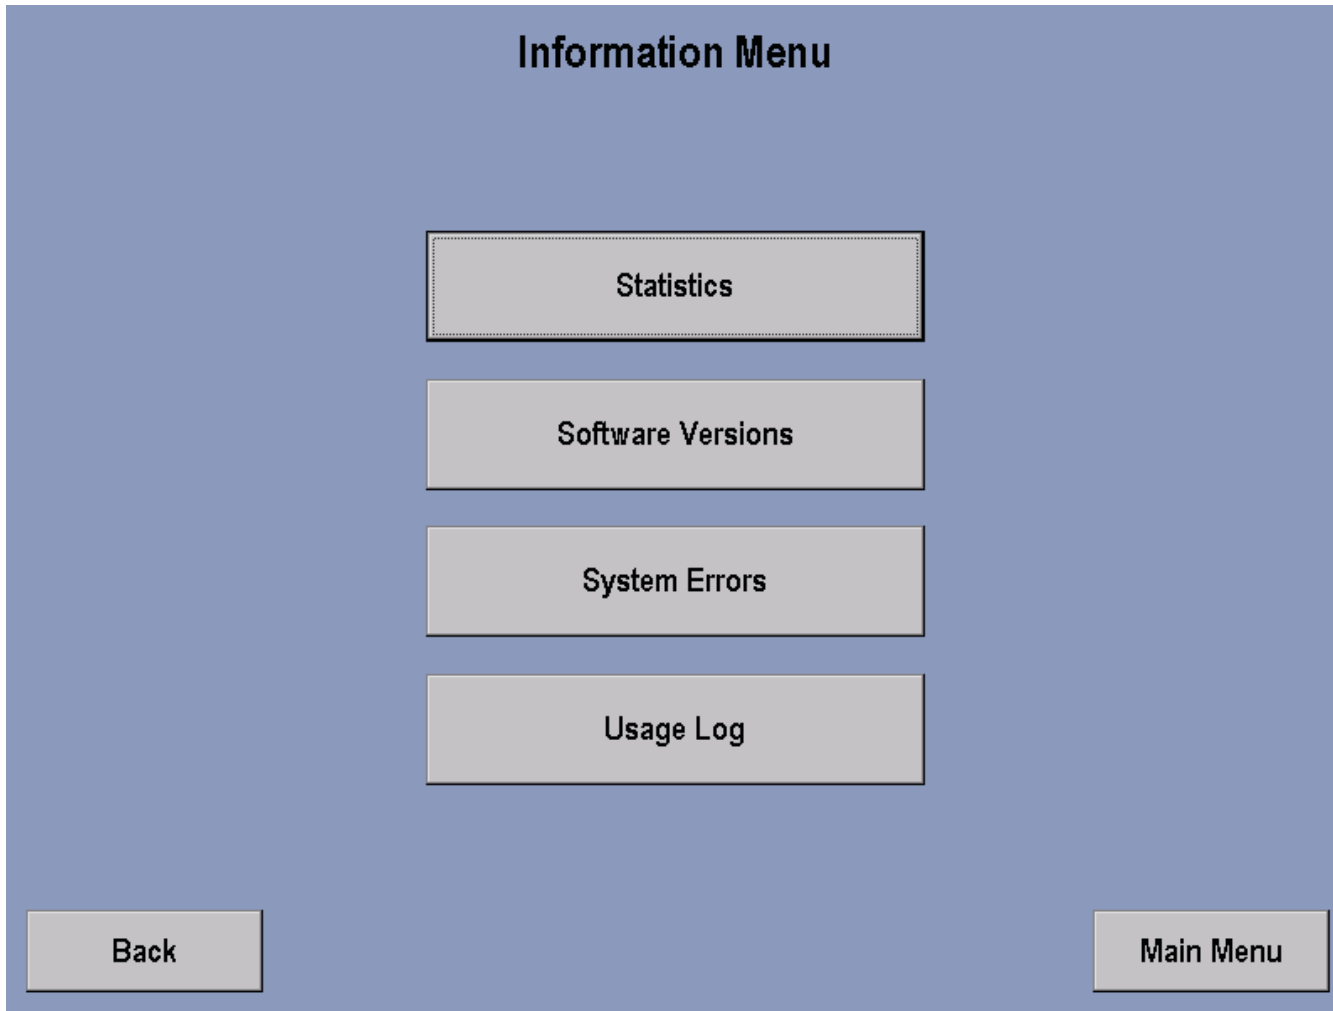 Information Menu
Statistics
Software Versions
System Errors
Usage Log
Back
Main Menu